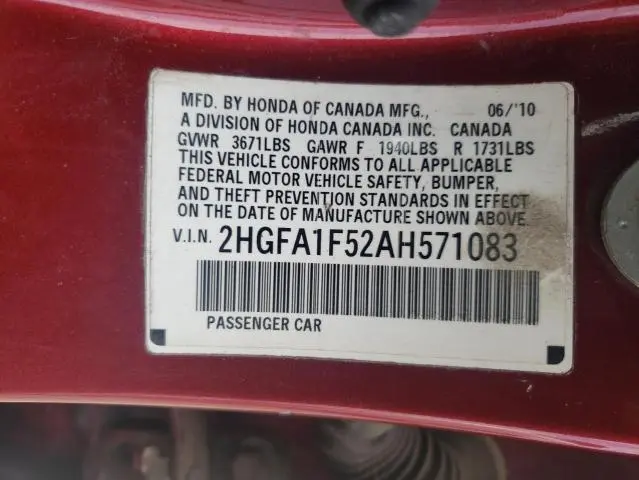 MFD. BY HONDA OF CANADA MFG., 06/'10
A DIVISION OF HONDA CANADA INC. CANADA
GVWR 3671LBS GAWR F 1940LBS R 1731LBS
THIS VEHICLE CONFORMS TO ALL APPLICABLE
FEDERAL MOTOR VEHICLE SAFETY, BUMPER,
AND THEFT PREVENTION STANDARDS IN EFFECT
ON THE DATE OF MANUFACTURE SHOWN ABOVE.
V.I.N. 2HGFA1F52AH571083
PASSENGER CAR